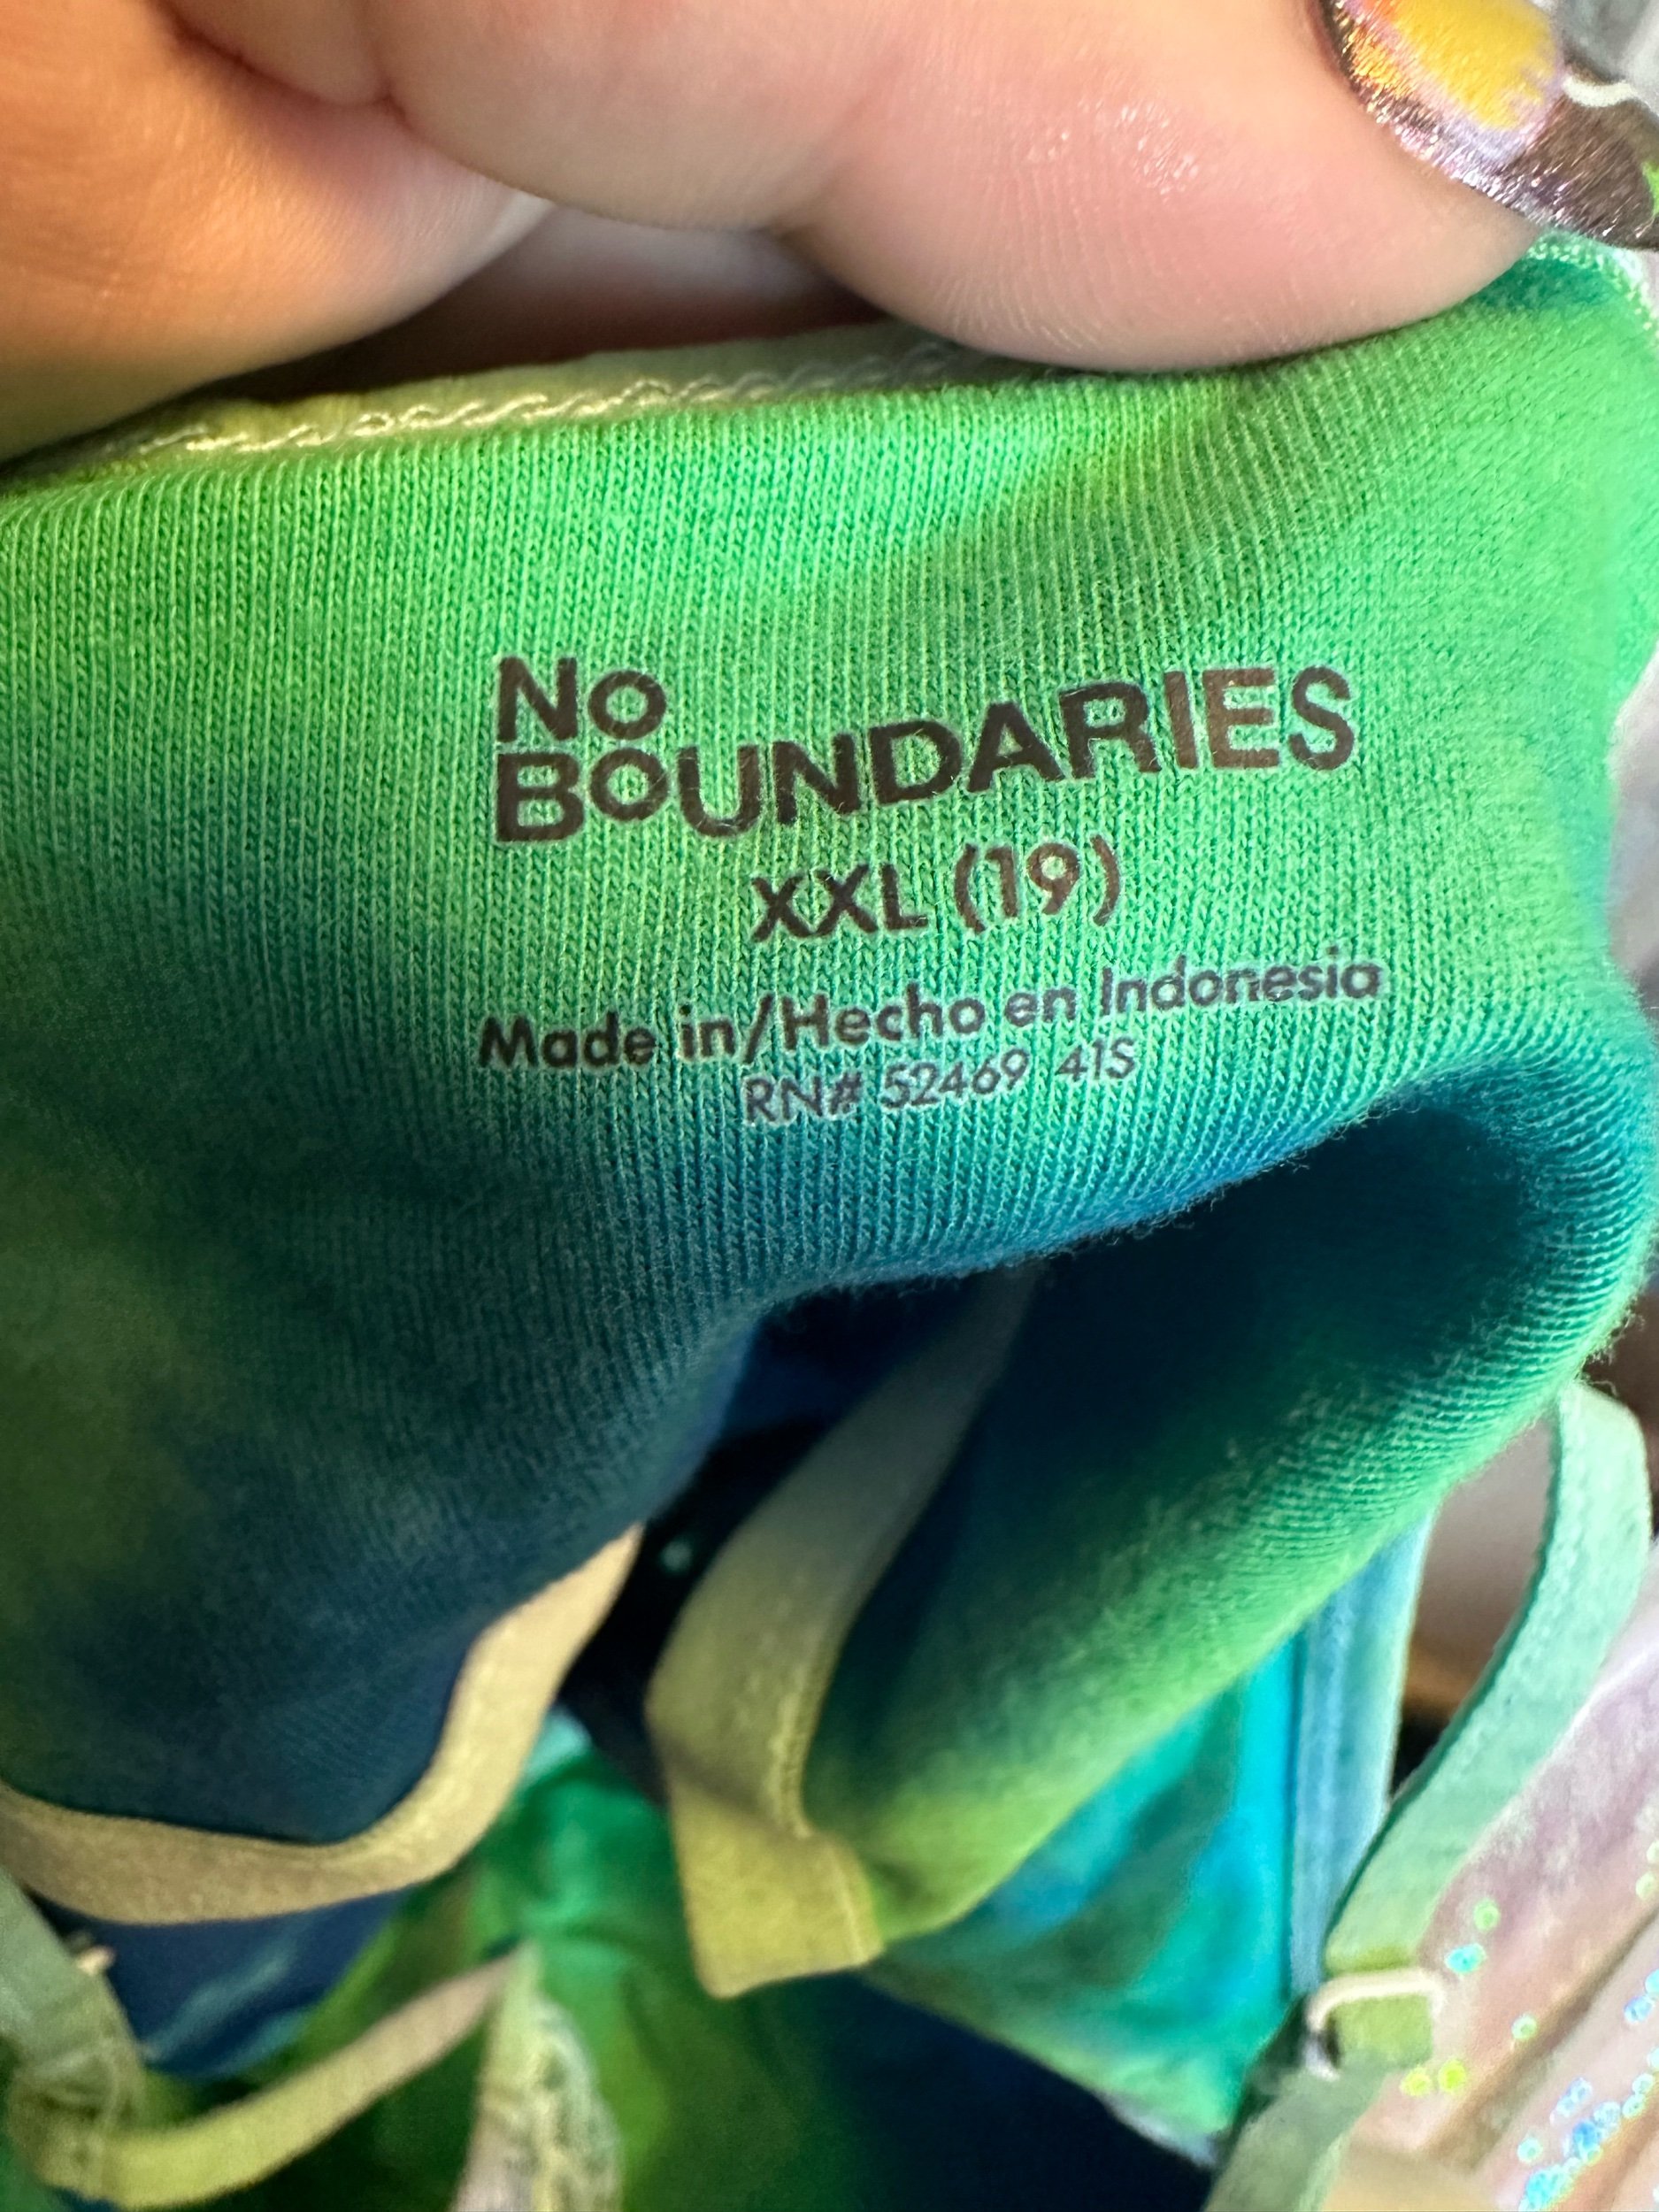 No
BoUNDARIES
XXL (19)
Made in/Hecho en Indonesia
RN# 52469 41S